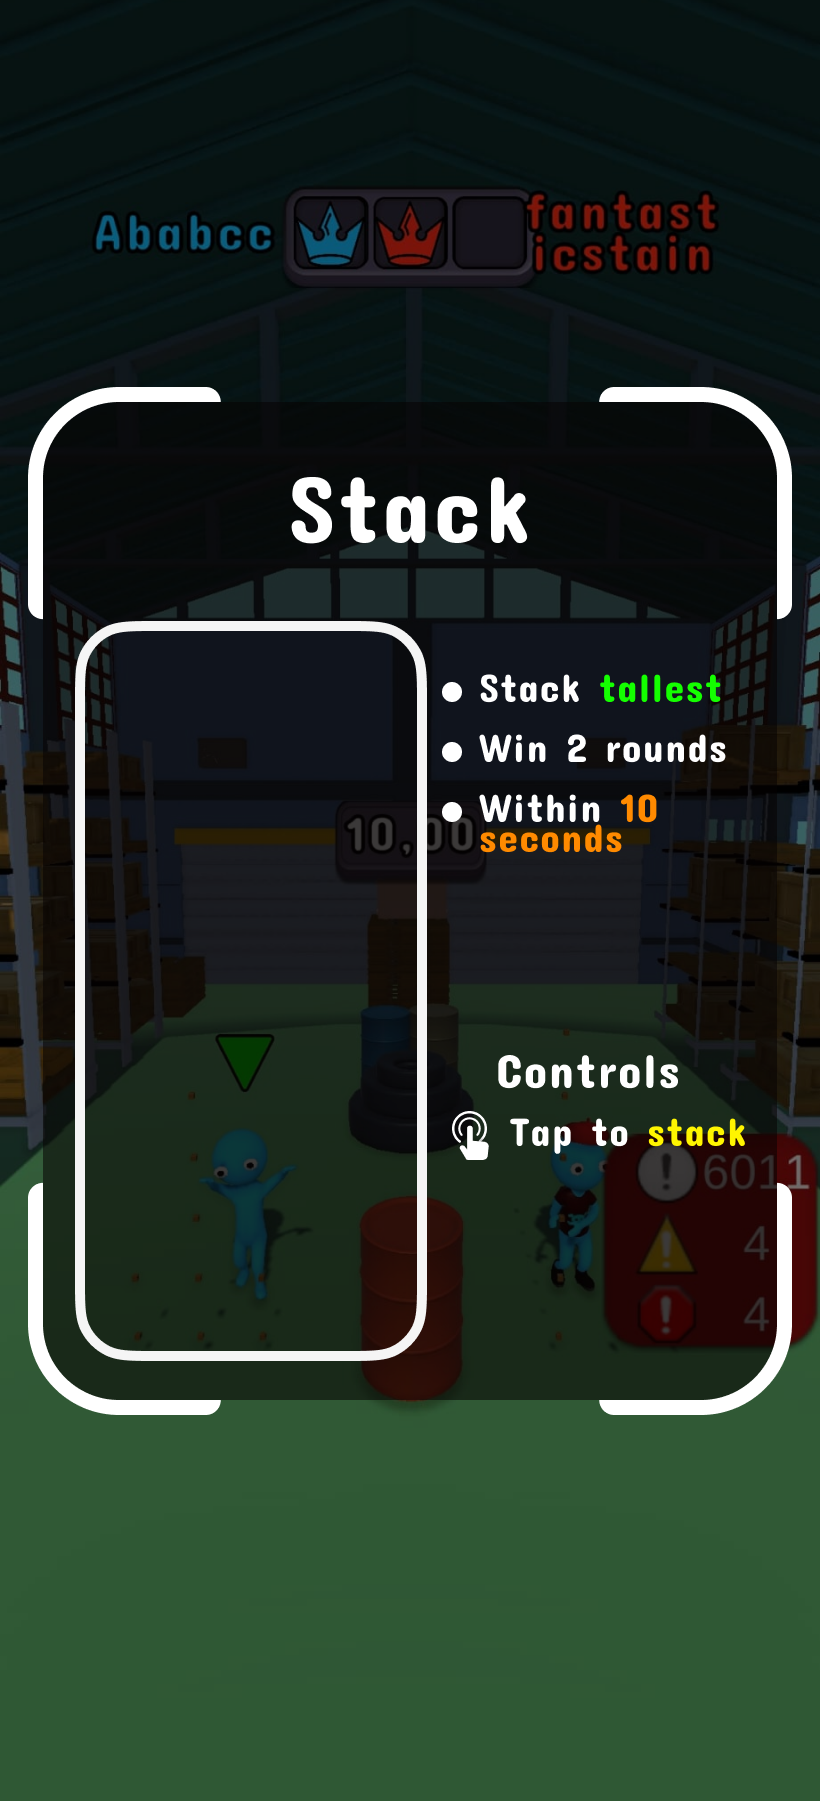 Ababcc
fantast
icstain
Stack
Stack tallest
Win 2 rounds
Within 10
seconds
10,00
Controls
Tap to stack
6011
4
4